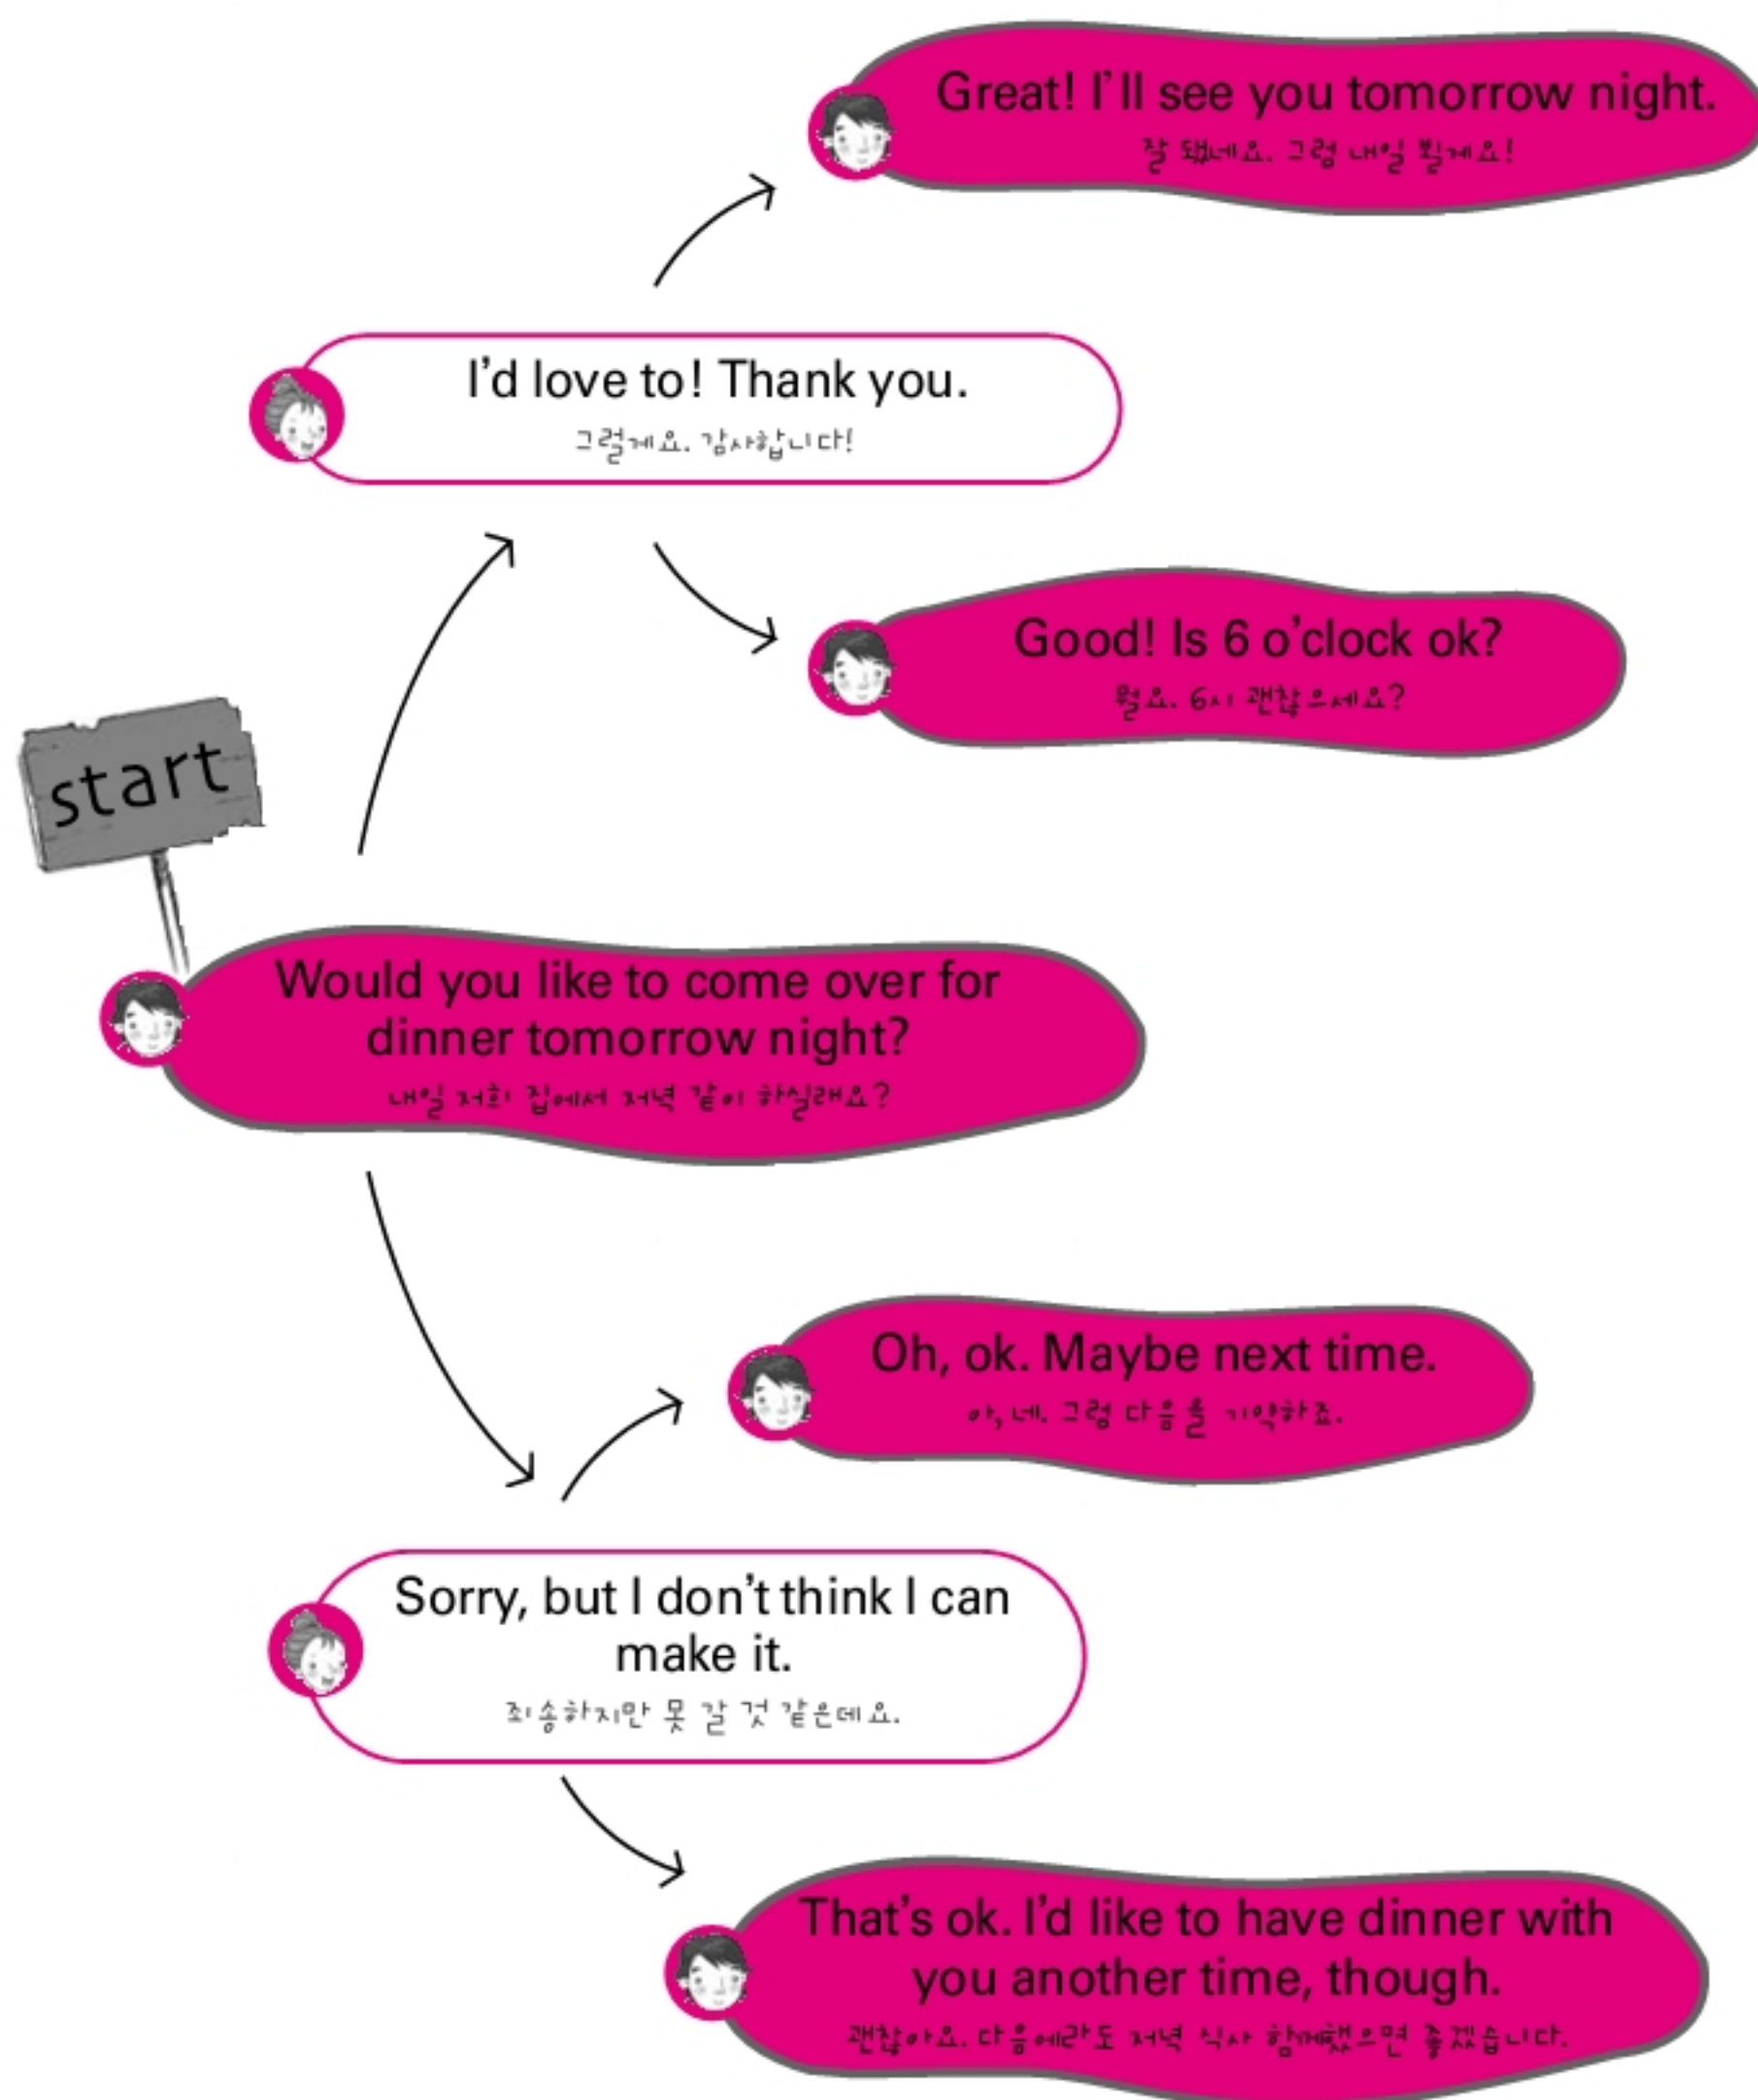 Great! I'll see you tomorrow night.
잘 됐네요. 그럼 내일 뵐게요!
I'd love to! Thank you.
그럴게요. 감사합니다!
Good! Is 6 o'clock ok?
뭘요. 6시 괜찮으세요?
start
Would you like to come over for
dinner tomorrow night?
내일 저희 집에서 저녁 같이 하실래요?
Oh, ok. Maybe next time.
아, 네. 그럼 다음을 기약하죠.
Sorry, but I don't think I can
make it.
죄송하지만 못 갈 것 같은데요.
That's ok. I'd like to have dinner with
you another time, though.
괜찮아요. 다음에라도 저녁 식사 함께했으면 좋겠습니다.